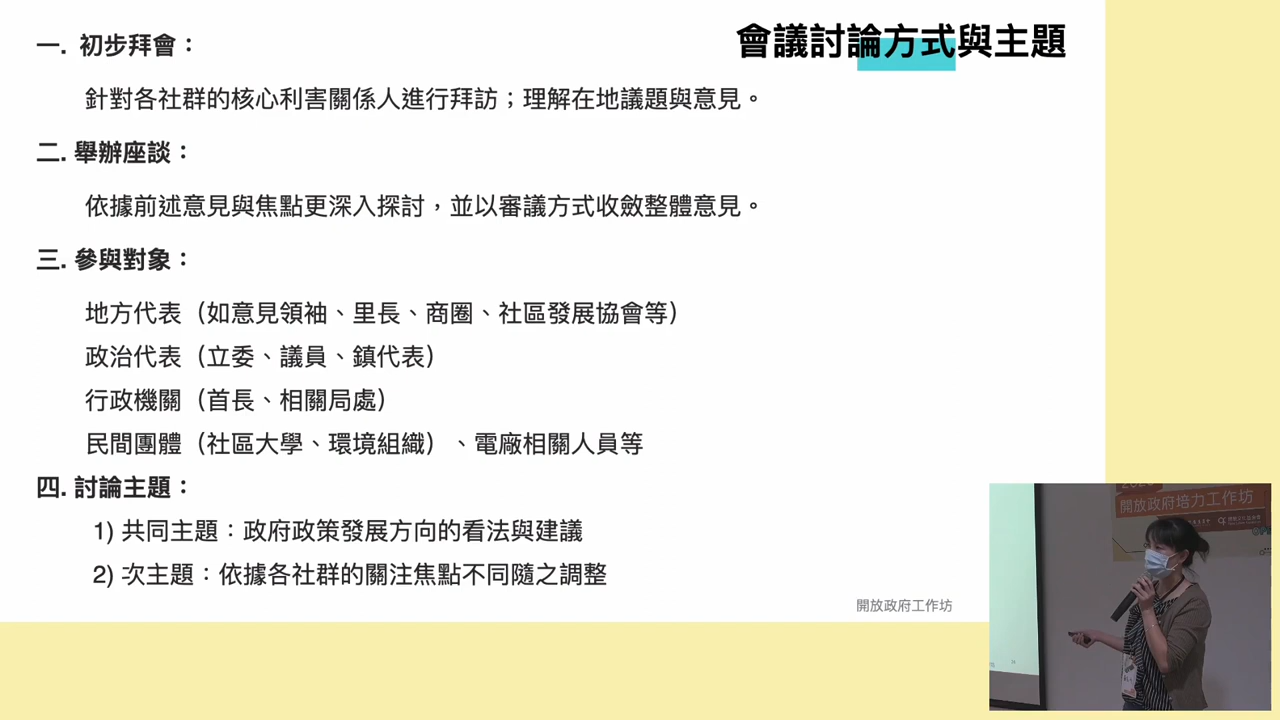 會議討論方式與主題
一. 初步拜會：
針對各社群的核心利害關係人進行拜訪；理解在地議題與意見。
二. 舉辦座談：
依據前述意見與焦點更深入探討，並以審議方式收斂整體意見。
三. 參與對象：
地方代表（如意見領袖、里長、商圈、社區發展協會等）
政治代表（立委、議員、鎮代表）
行政機關（首長、相關局處）
民間團體（社區大學、環境組織）、電廠相關人員等
四. 討論主題：
1) 共同主題：政府政策發展方向的看法與建議
2) 次主題：依據各社群的關注焦點不同隨之調整
開放政府工作坊
開放政府培力工作坊